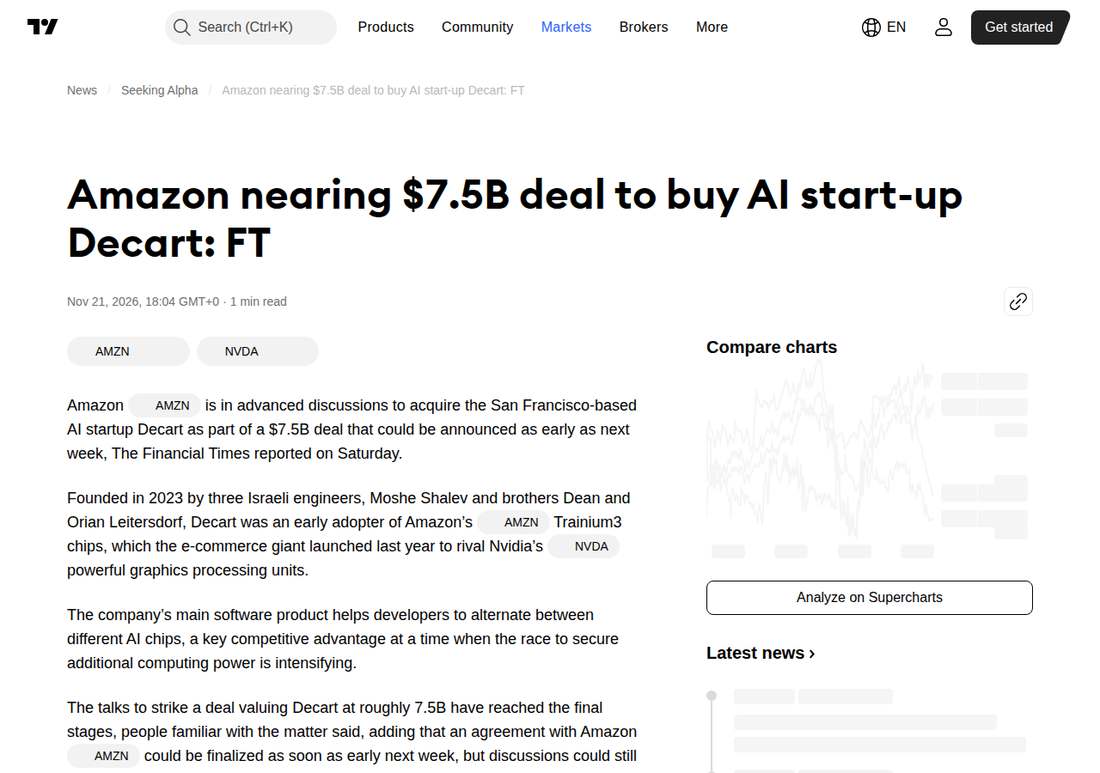 Search (Ctrl+K)
Products
Community
Markets
Brokers
More
EN
Get started
News / Seeking Alpha / Amazon nearing $7.5B deal to buy AI start-up Decart: FT
Amazon nearing $7.5B deal to buy AI start-up
Decart: FT
Nov 21, 2026, 18:04 GMT+0 · 1 min read
AMZN
NVDA
Amazon AMZN is in advanced discussions to acquire the San Francisco-based
AI startup Decart as part of a $7.5B deal that could be announced as early as next
week, The Financial Times reported on Saturday.
Founded in 2023 by three Israeli engineers, Moshe Shalev and brothers Dean and
Orian Leitersdorf, Decart was an early adopter of Amazon’s AMZN Trainium3
chips, which the e-commerce giant launched last year to rival Nvidia’s NVDA
powerful graphics processing units.
The company’s main software product helps developers to alternate between
different AI chips, a key competitive advantage at a time when the race to secure
additional computing power is intensifying.
The talks to strike a deal valuing Decart at roughly 7.5B have reached the final
stages, people familiar with the matter said, adding that an agreement with Amazon
AMZN could be finalized as soon as early next week, but discussions could still
Compare charts
Analyze on Supercharts
Latest news ›